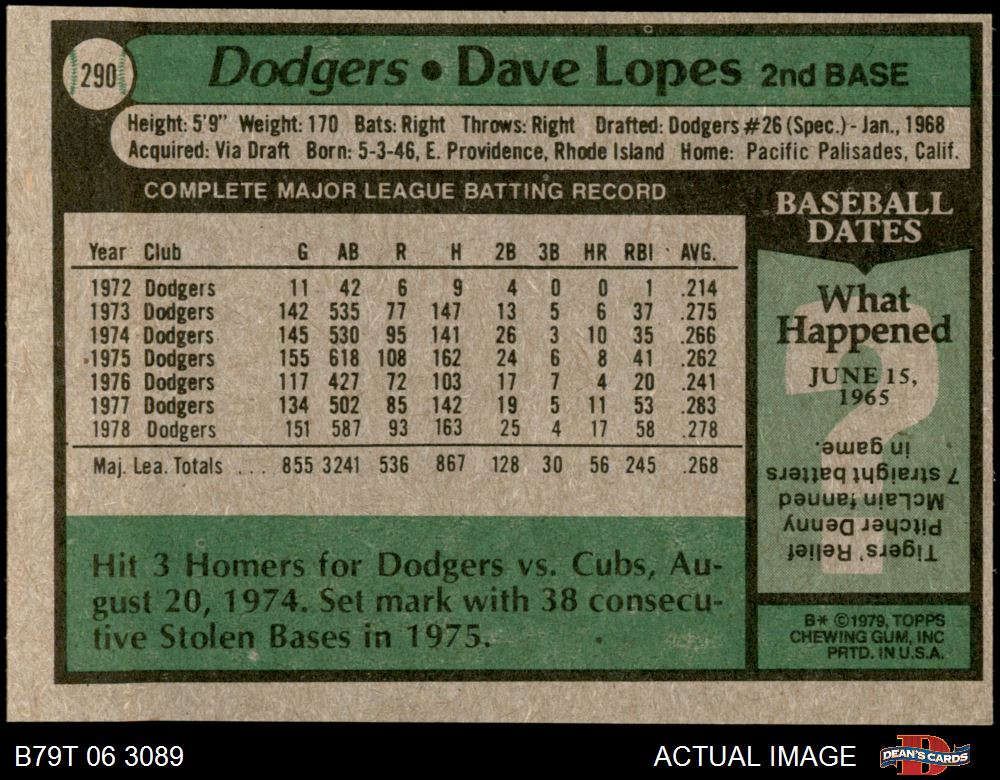 290
Dodgers • Dave Lopes 2nd BASE
Height: 5'9" Weight: 170 Bats: Right Throws: Right Drafted: Dodgers #26 (Spec.) - Jan., 1968
Acquired: Via Draft Born: 5-3-46, E. Providence, Rhode Island Home: Pacific Palisades, Calif.
COMPLETE MAJOR LEAGUE BATTING RECORD
Year Club G AB R H 2B 3B HR RBI AVG.
1972 Dodgers 11 42 6 9 4 0 0 1 .214
1973 Dodgers 142 535 77 147 13 5 6 37 .275
1974 Dodgers 145 530 95 141 26 3 10 35 .266
1975 Dodgers 155 618 108 162 24 6 8 41 .262
1976 Dodgers 117 427 72 103 17 7 4 20 .241
1977 Dodgers 134 502 85 142 19 5 11 53 .283
1978 Dodgers 151 587 93 163 25 4 17 58 .278
Maj. Lea. Totals ... 855 3241 536 867 128 30 56 245 .268
Hit 3 Homers for Dodgers vs. Cubs, Au-
gust 20, 1974. Set mark with 38 consecu-
tive Stolen Bases in 1975.
BASEBALL
DATES
What
Happened
JUNE 15,
1965
Tigers' Relief
Pitcher Denny
McLain fanned
7 straight batters
in game.
B* ©1979, TOPPS
CHEWING GUM, INC
PRTD. IN U.S.A.
B79T 06 3089
ACTUAL IMAGE
D
DEAN'S CARDS